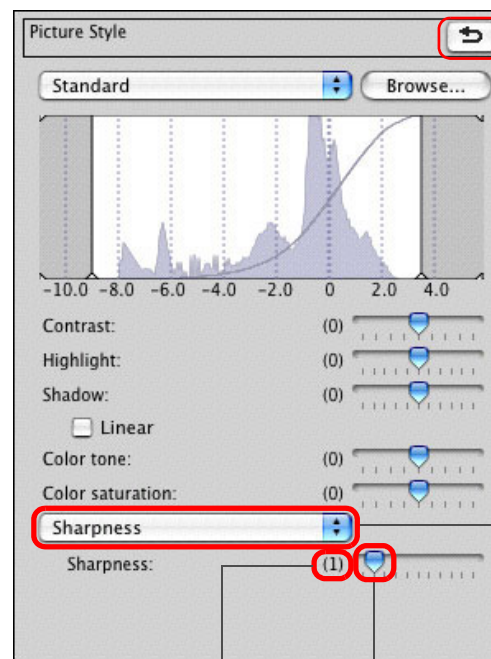 Picture Style
Standard Browse...
-10.0 -8.0 -6.0 -4.0 -2.0 0 2.0 4.0
Contrast: (0)
Highlight: (0)
Shadow: (0)
Linear
Color tone: (0)
Color saturation: (0)
Sharpness
Sharpness: (1)